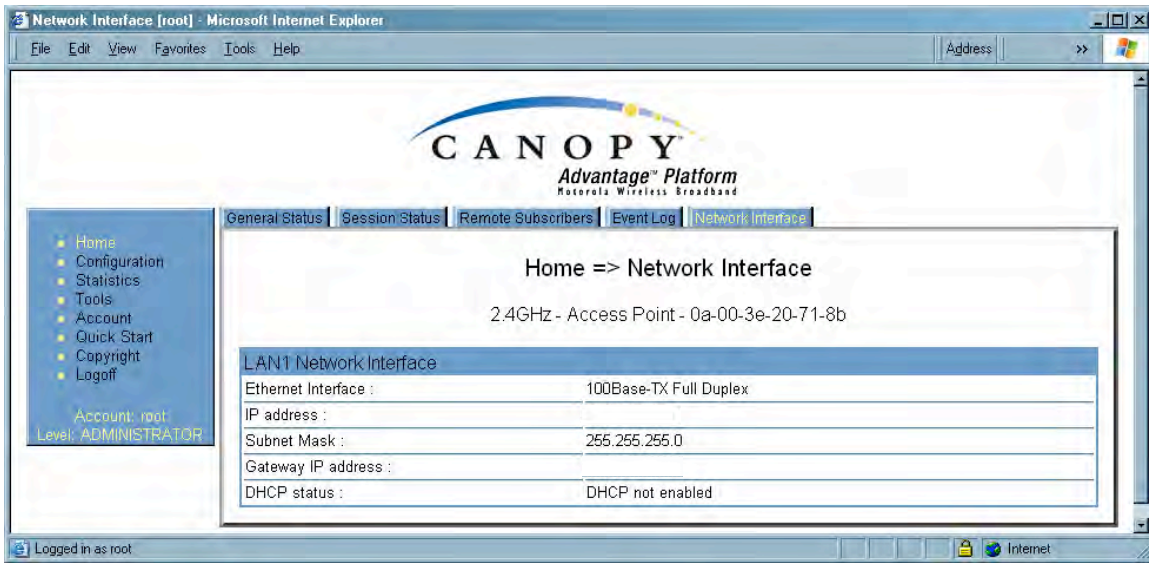 Network Interface [root] - Microsoft Internet Explorer
File Edit View Favorites Tools Help Address »
CANOPY
Advantage™ Platform
Motorola Wireless Broadband
General Status Session Status Remote Subscribers Event Log Network Interface
Home
Configuration
Statistics
Tools
Account
Quick Start
Copyright
Logoff
Account: root
Level: ADMINISTRATOR
Home => Network Interface
2.4GHz - Access Point - 0a-00-3e-20-71-8b
LAN1 Network Interface
Ethernet Interface : 100Base-TX Full Duplex
IP address :
Subnet Mask : 255.255.255.0
Gateway IP address :
DHCP status : DHCP not enabled
Logged in as root Internet